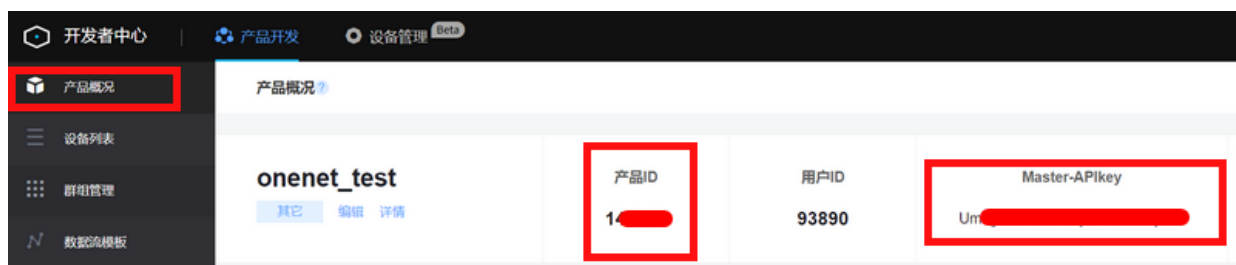 开发者中心 产品开发 设备管理 Beta
产品概况 产品概况 ?
设备列表
onenet_test 产品ID 用户ID Master-APIkey
群组管理 其它 编辑 详情 93890
数据流模板